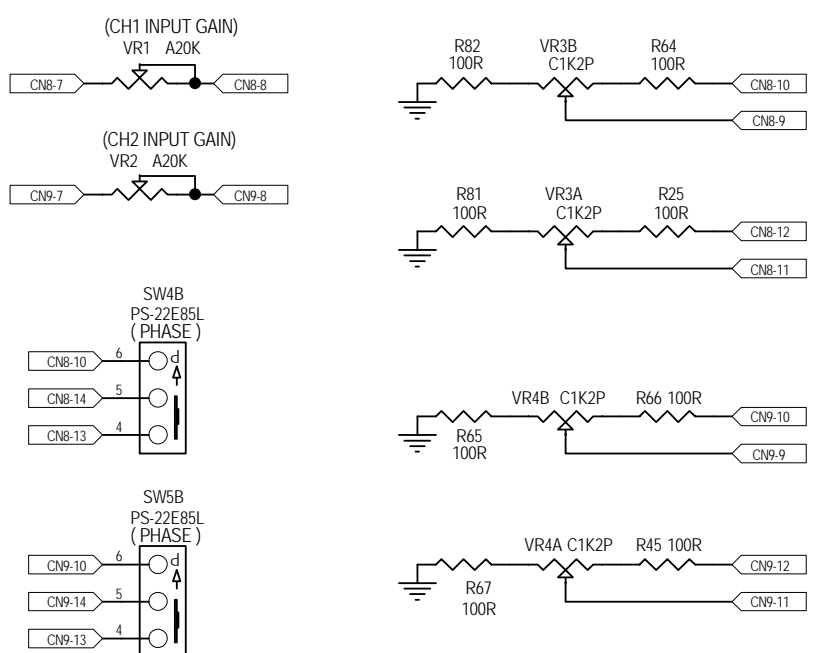 (CH1 INPUT GAIN)
VR1 A20K
CN8-7
CN8-8
(CH2 INPUT GAIN)
VR2 A20K
CN9-7
CN9-8
SW4B
PS-22E85L
( PHASE )
CN8-10 6
P
CN8-14 5
CN8-13 4
SW5B
PS-22E85L
( PHASE )
CN9-10 6
P
CN9-14 5
CN9-13 4
R82 VR3B R64
100R C1K2P 100R
CN8-10
CN8-9
R81 VR3A R25
100R C1K2P 100R
CN8-12
CN8-11
VR4B C1K2P R66 100R
CN9-10
R65
100R
CN9-9
VR4A C1K2P R45 100R
CN9-12
R67
100R
CN9-11